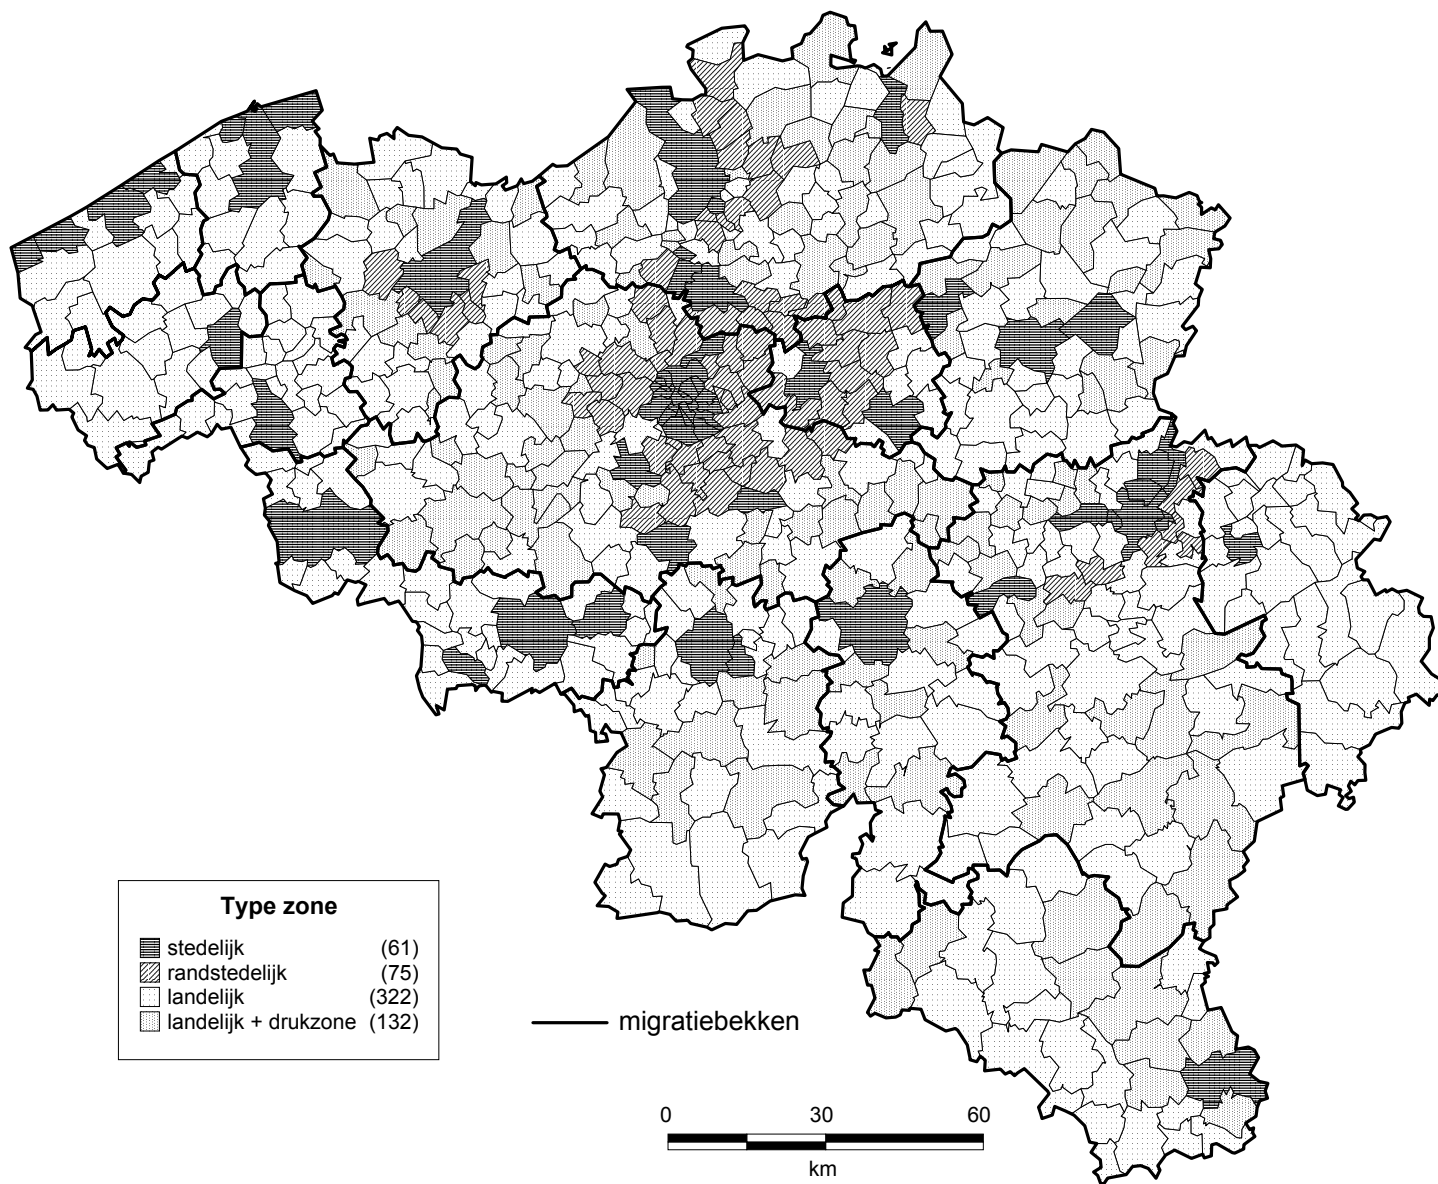 Type zone
stedelijk (61)
randstedelijk (75)
landelijk (322)
landelijk + drukzone (132)
migratiebekken
0 30 60
km